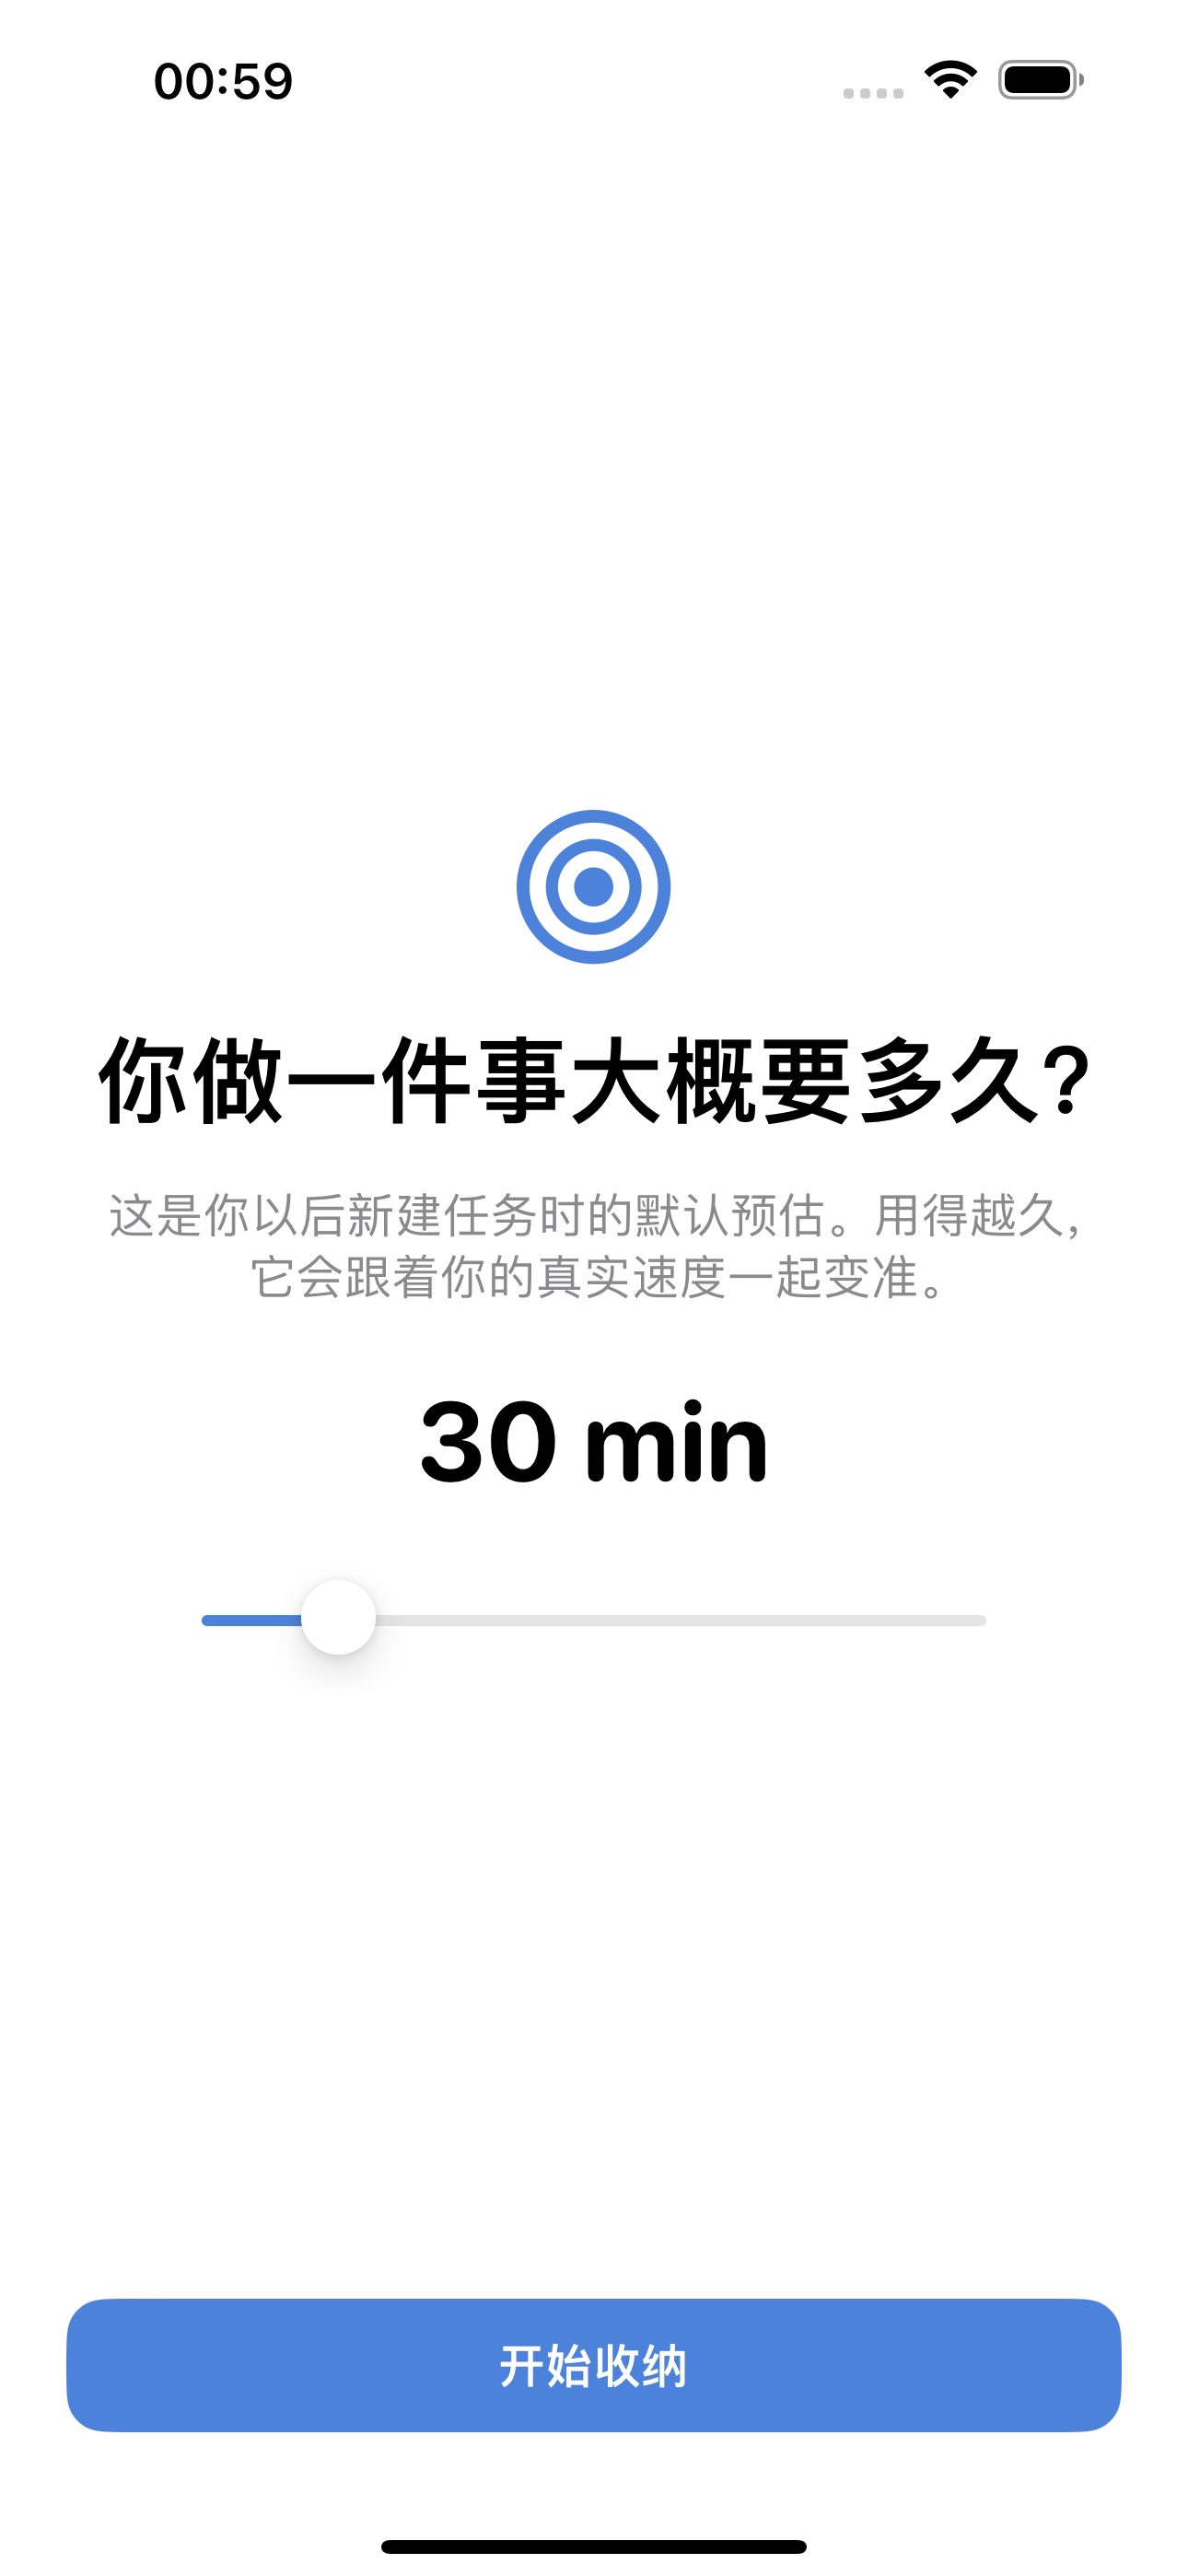 00:59
你做一件事大概要多久?
这是你以后新建任务时的默认预估。用得越久,
它会跟着你的真实速度一起变准。
30 min
开始收纳